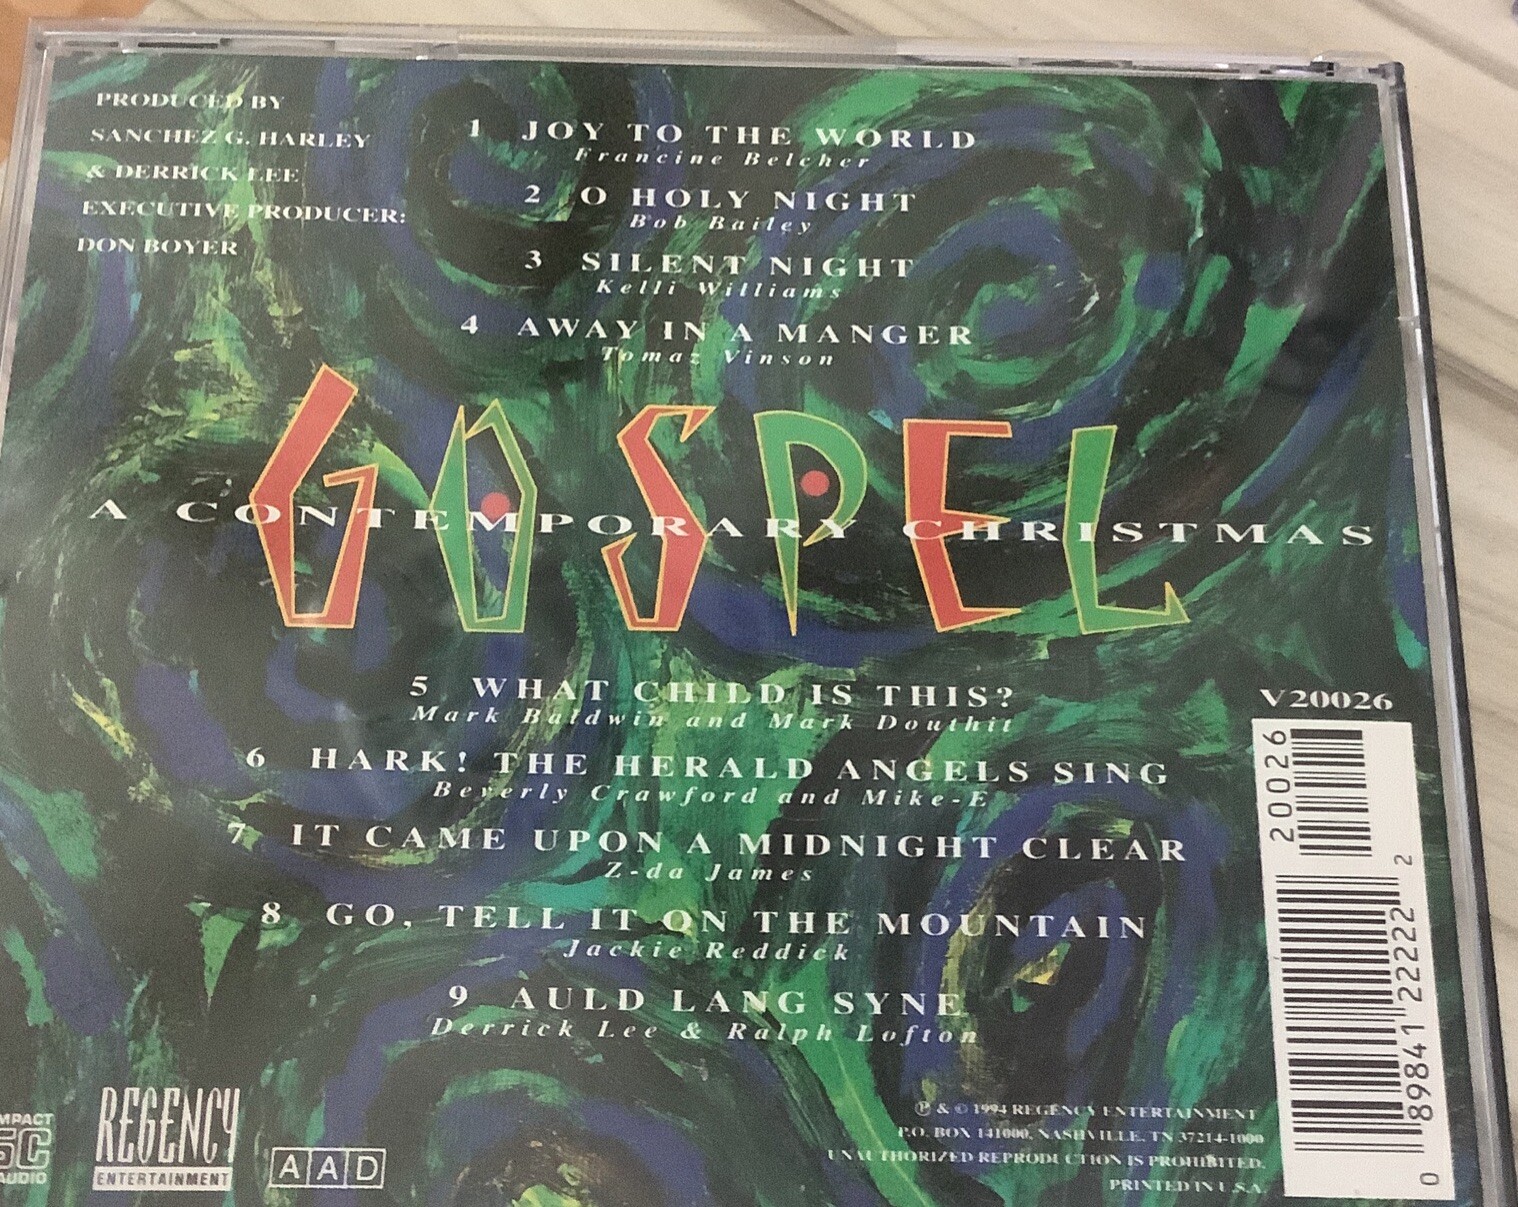 PRODUCED BY
SANCHEZ G. HARLEY
& DERRICK LEE
EXECUTIVE PRODUCER:
DON BOYER
1 JOY TO THE WORLD
Francine Belcher
2 O HOLY NIGHT
Bob Bailey
3 SILENT NIGHT
Kelli Williams
4 AWAY IN A MANGER
Tomaz Vinson
GOSPEL
A CONTEMPORARY CHRISTMAS
5 WHAT CHILD IS THIS?
Mark Baldwin and Mark Douthit
6 HARK! THE HERALD ANGELS SING
Beverly Crawford and Mike-E
7 IT CAME UPON A MIDNIGHT CLEAR
Z-da James
8 GO, TELL IT ON THE MOUNTAIN
Jackie Reddick
9 AULD LANG SYNE
Derrick Lee & Ralph Lofton
V20026
20026
0 89841 22222 2
MPACT
AUDIO
REGENCY
ENTERTAINMENT
AAD
℗ & © 1994 REGENCY ENTERTAINMENT
P.O. BOX 141000, NASHVILLE, TN 37214-1000
UNAUTHORIZED REPRODUCTION IS PROHIBITED.
PRINTED IN U.S.A.